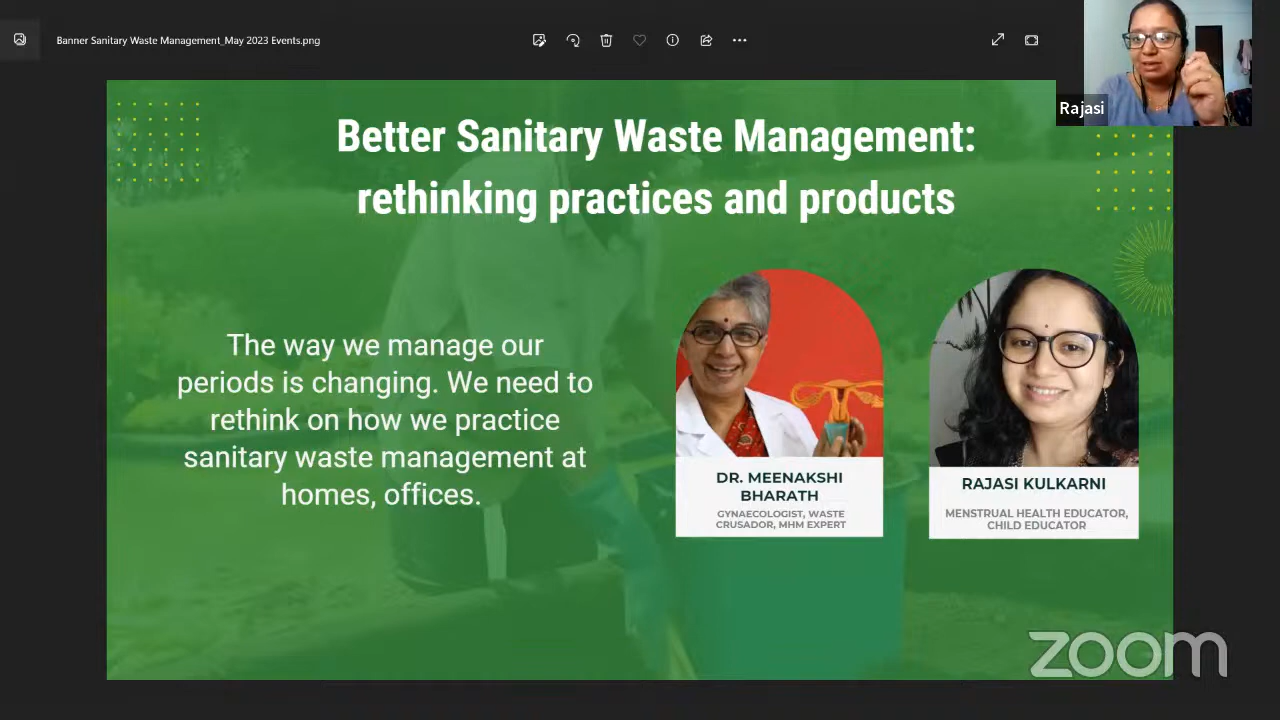 Banner Sanitary Waste Management_May 2023 Events.png
Rajasi
Better Sanitary Waste Management:
rethinking practices and products
The way we manage our
periods is changing. We need to
rethink on how we practice
sanitary waste management at
homes, offices.
DR. MEENAKSHI
BHARATH
GYNAECOLOGIST, WASTE
CRUSADOR, MHM EXPERT
RAJASI KULKARNI
MENSTRUAL HEALTH EDUCATOR,
CHILD EDUCATOR
zoom